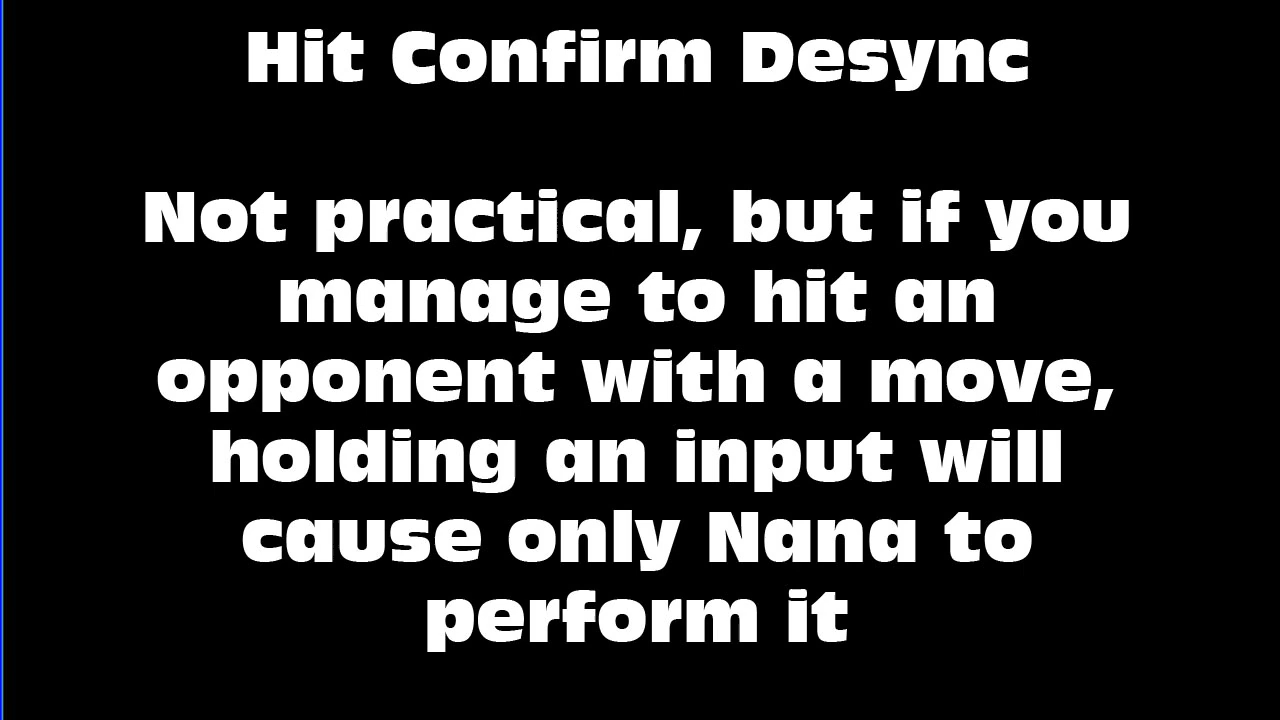 Hit Confirm Desync
Not practical, but if you
manage to hit an
opponent with a move,
holding an input will
cause only Nana to
perform it